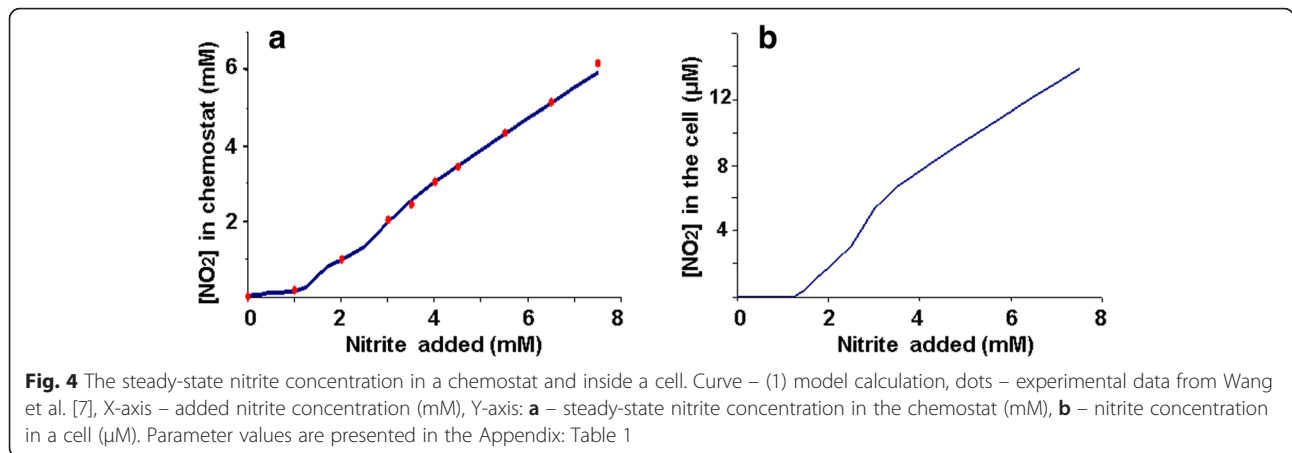 a
b
[NO2] in chemostat (mM)
6
4
2
0
2
4
6
8
Nitrite added (mM)
[NO2] in the cell (µM)
12
8
4
0
2
4
6
8
Nitrite added (mM)
Fig. 4 The steady-state nitrite concentration in a chemostat and inside a cell. Curve – (1) model calculation, dots – experimental data from Wang
et al. [7], X-axis – added nitrite concentration (mM), Y-axis: a – steady-state nitrite concentration in the chemostat (mM), b – nitrite concentration
in a cell (µM). Parameter values are presented in the Appendix: Table 1